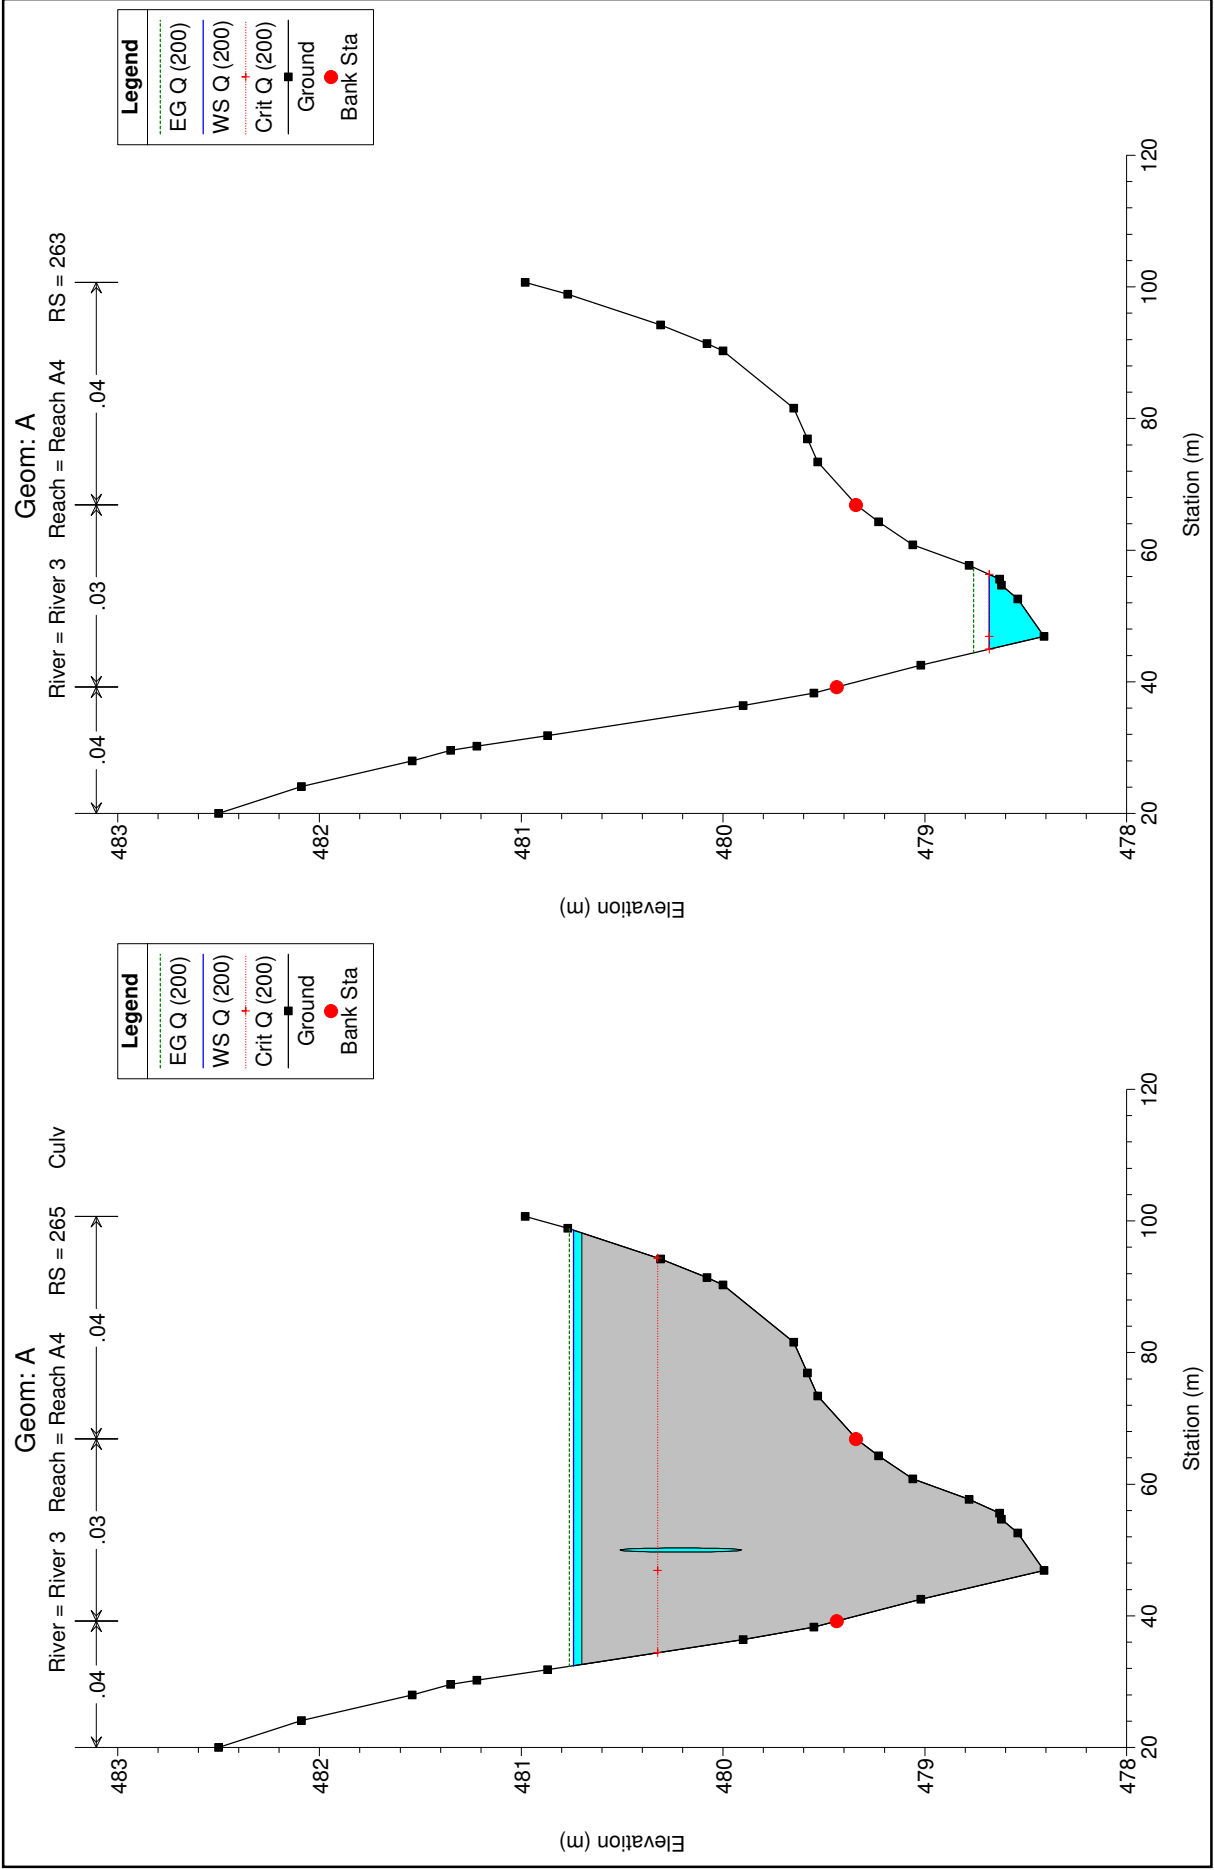 Geom: A
River = River 3 Reach = Reach A4 RS = 265 Culv
.04
.03
.04
Legend
EG Q (200)
WS Q (200)
Crit Q (200)
Ground
Bank Sta
483
482
481
480
479
478
Elevation (m)
20
40
60
80
100
120
Station (m)
Geom: A
River = River 3 Reach = Reach A4 RS = 263
.04
.03
.04
Legend
EG Q (200)
WS Q (200)
Crit Q (200)
Ground
Bank Sta
483
482
481
480
479
478
Elevation (m)
20
40
60
80
100
120
Station (m)